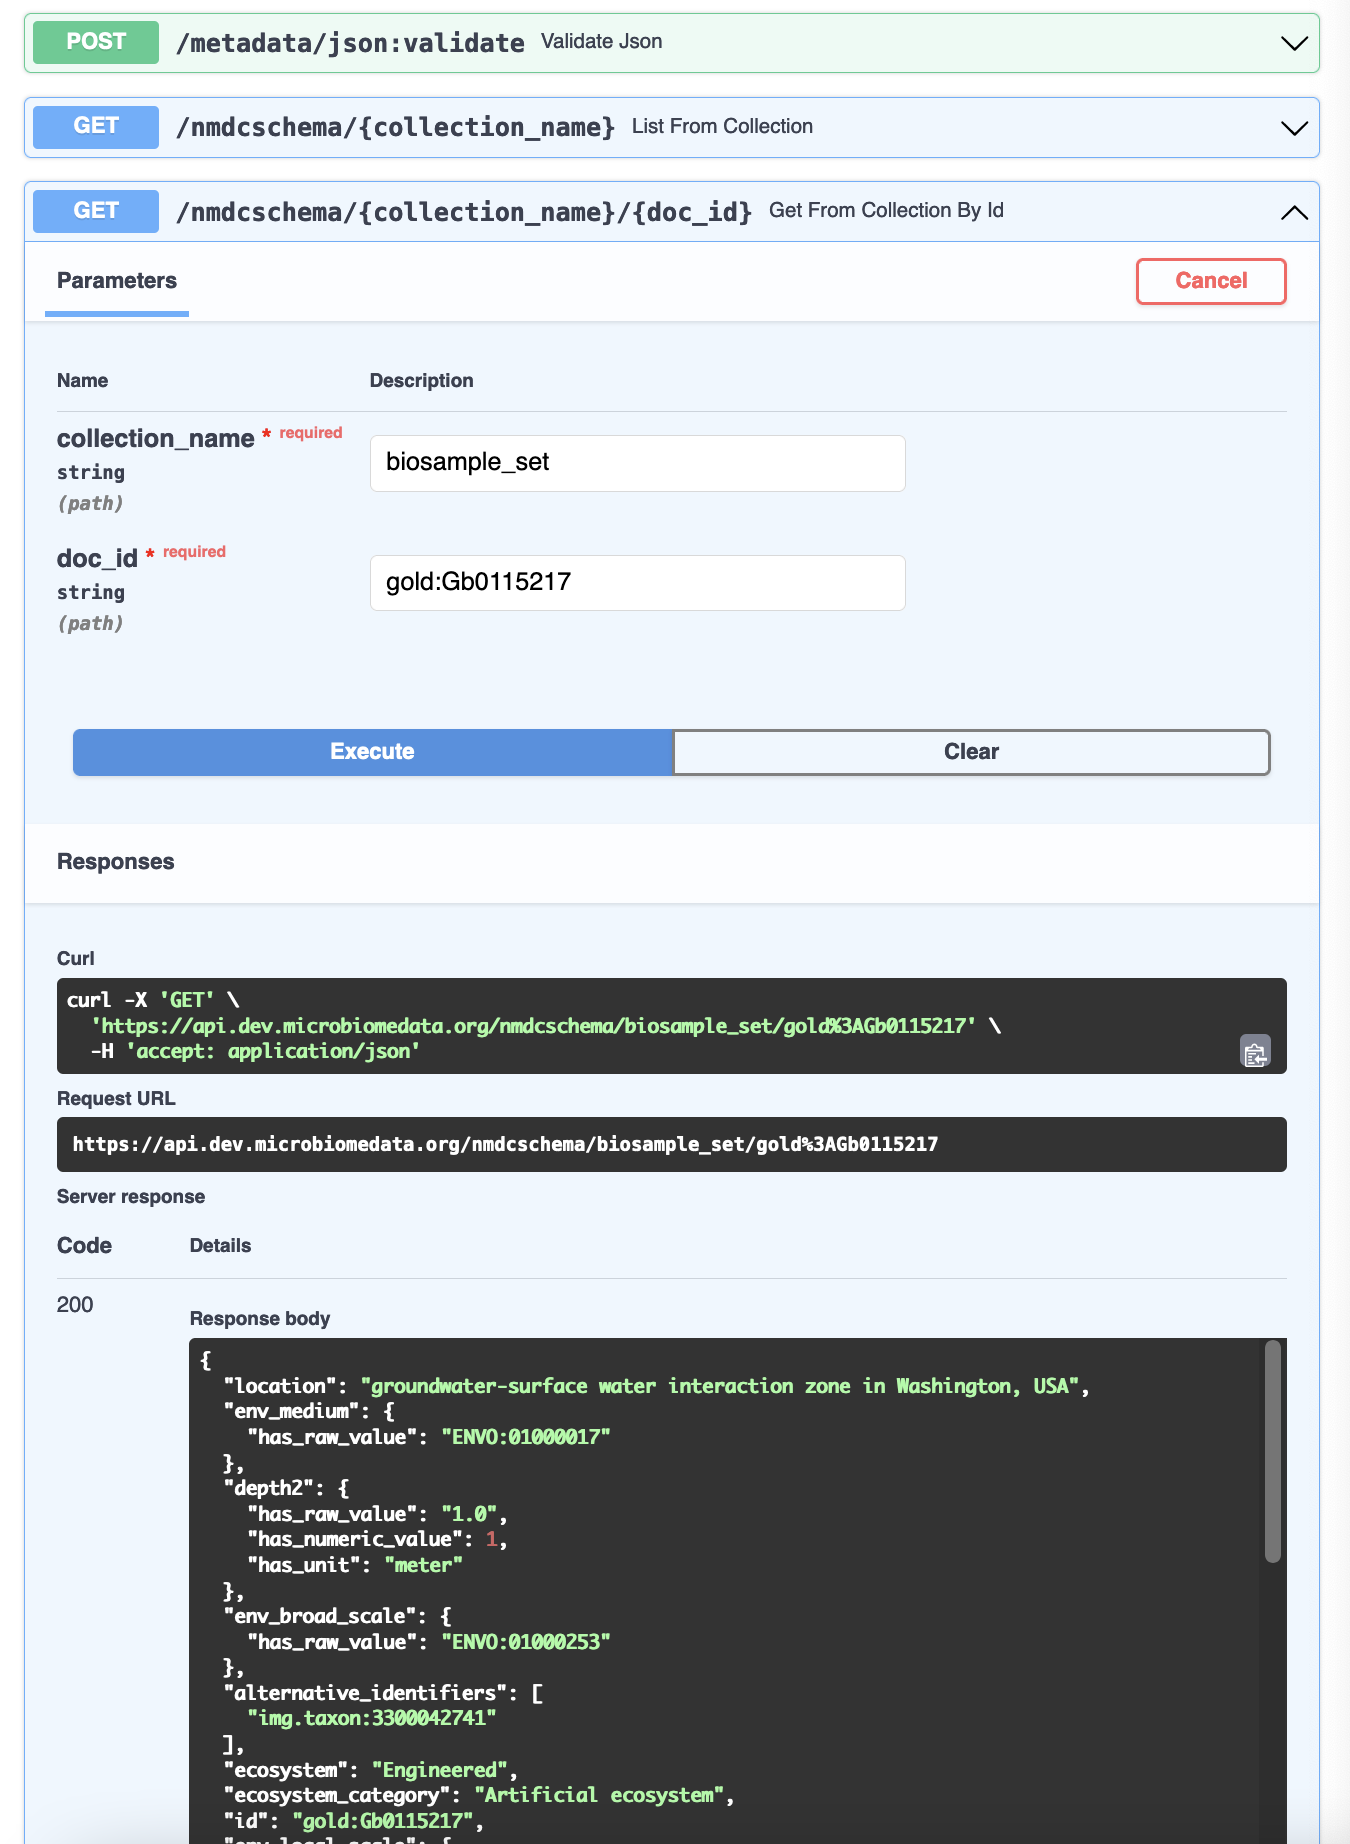 POST /metadata/json:validate Validate Json
GET /nmdcschema/{collection_name} List From Collection
GET /nmdcschema/{collection_name}/{doc_id} Get From Collection By Id
Parameters
Cancel
Name Description
collection_name * required
string
(path)
biosample_set
doc_id * required
string
(path)
gold:Gb0115217
Execute Clear
Responses
Curl
curl -X 'GET' \
  'https://api.dev.microbiomedata.org/nmdcschema/biosample_set/gold%3AGb0115217' \
  -H 'accept: application/json'
Request URL
https://api.dev.microbiomedata.org/nmdcschema/biosample_set/gold%3AGb0115217
Server response
Code Details
200
Response body
{
  "location": "groundwater-surface water interaction zone in Washington, USA",
  "env_medium": {
    "has_raw_value": "ENVO:01000017"
  },
  "depth2": {
    "has_raw_value": "1.0",
    "has_numeric_value": 1,
    "has_unit": "meter"
  },
  "env_broad_scale": {
    "has_raw_value": "ENVO:01000253"
  },
  "alternative_identifiers": [
    "img.taxon:3300042741"
  ],
  "ecosystem": "Engineered",
  "ecosystem_category": "Artificial ecosystem",
  "id": "gold:Gb0115217",
  "env_local_scale": {